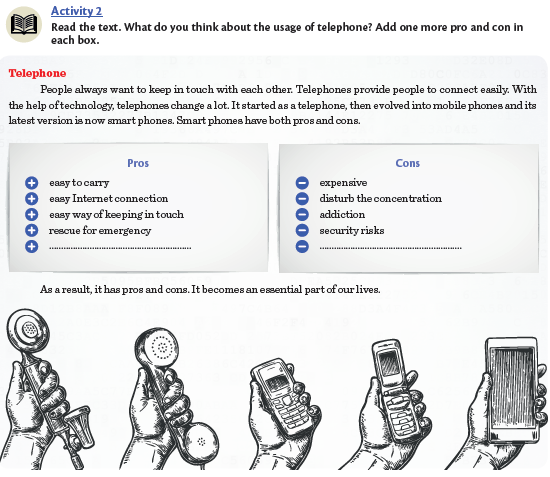 Activity 2
Read the text. What do you think about the usage of telephone? Add one more pro and con in
each box.
Telephone
People always want to keep in touch with each other. Telephones provide people to connect easily. With
the help of technology, telephones change a lot. It started as a telephone, then evolved into mobile phones and its
latest version is now smart phones. Smart phones have both pros and cons.
Pros
easy to carry
easy Internet connection
easy way of keeping in touch
rescue for emergency
..................................................
Cons
expensive
disturb the concentration
addiction
security risks
..................................................
As a result, it has pros and cons. It becomes an essential part of our lives.